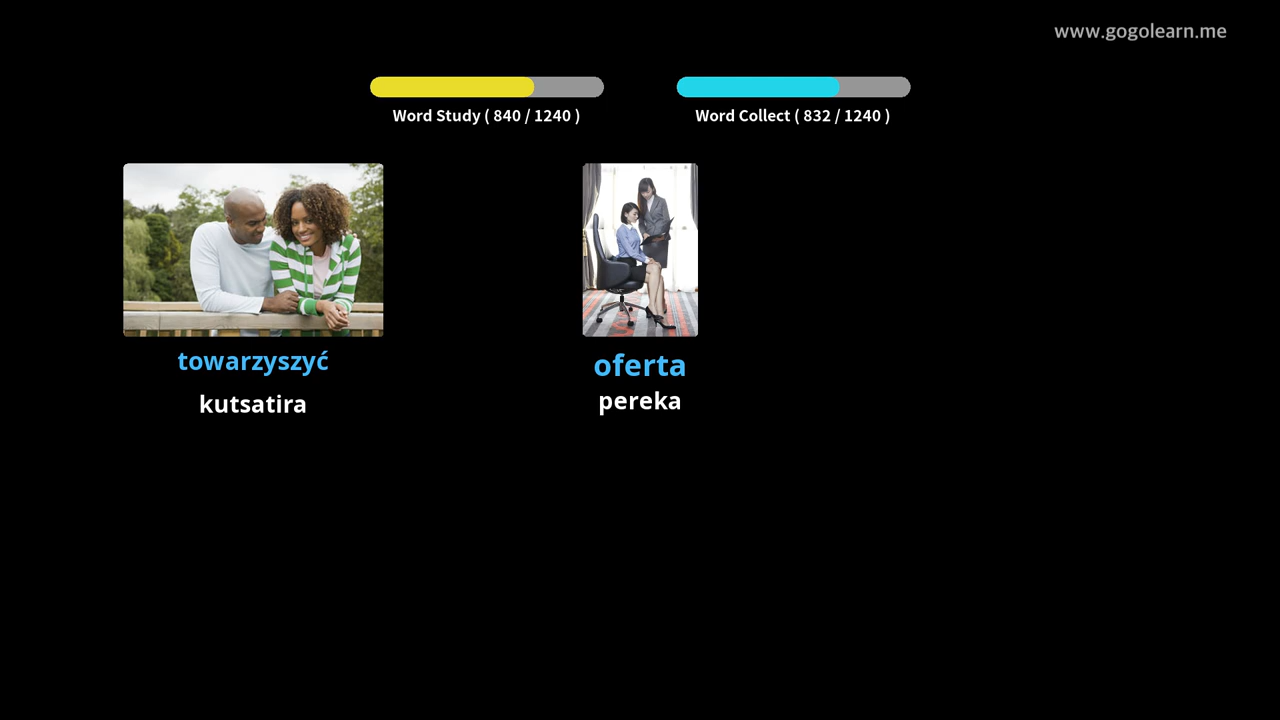 www.gogolearn.me
Word Study ( 840 / 1240 )
Word Collect ( 832 / 1240 )
towarzyszyć
kutsatira
oferta
pereka